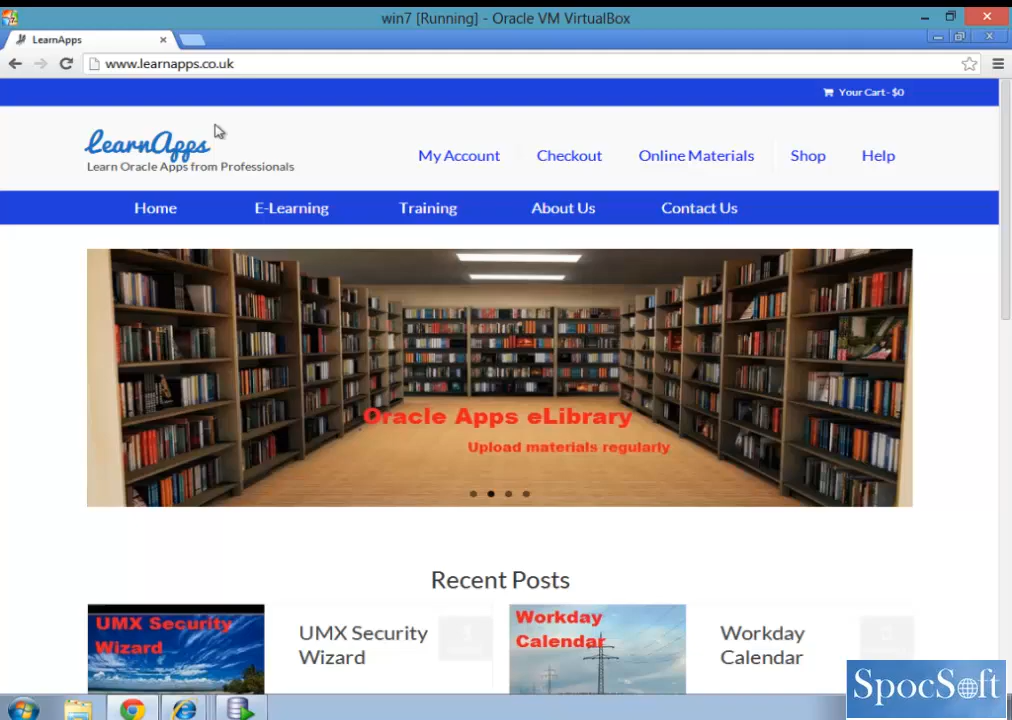 win7 [Running] - Oracle VM VirtualBox
LearnApps
www.learnapps.co.uk
Your Cart - $0
LearnApps
Learn Oracle Apps from Professionals
My Account Checkout Online Materials Shop Help
Home E-Learning Training About Us Contact Us
Oracle Apps eLibrary
Upload materials regularly
Recent Posts
UMX Security
Wizard
UMX Security
Wizard
Workday
Calendar
Workday
Calendar
SpocSoft